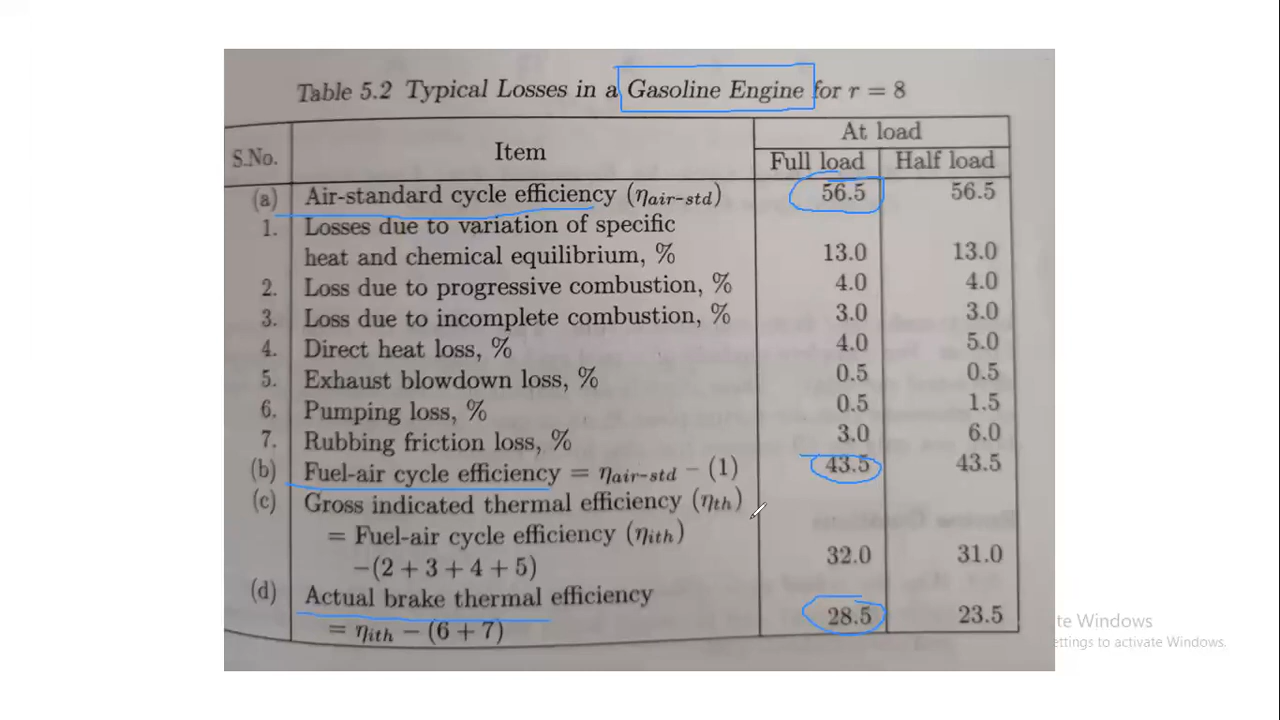 Table 5.2 Typical Losses in a Gasoline Engine for r = 8
S.No. Item At load
Full load Half load
(a) Air-standard cycle efficiency (ηair−std) 56.5 56.5
1. Losses due to variation of specific
heat and chemical equilibrium, % 13.0 13.0
2. Loss due to progressive combustion, % 4.0 4.0
3. Loss due to incomplete combustion, % 3.0 3.0
4. Direct heat loss, % 4.0 5.0
5. Exhaust blowdown loss, % 0.5 0.5
6. Pumping loss, % 0.5 1.5
7. Rubbing friction loss, % 3.0 6.0
(b) Fuel-air cycle efficiency = ηair−std − (1) 43.5 43.5
(c) Gross indicated thermal efficiency (ηth)
= Fuel-air cycle efficiency (ηith)
−(2 + 3 + 4 + 5) 32.0 31.0
(d) Actual brake thermal efficiency
= ηith − (6 + 7) 28.5 23.5
te Windows
ettings to activate Windows.